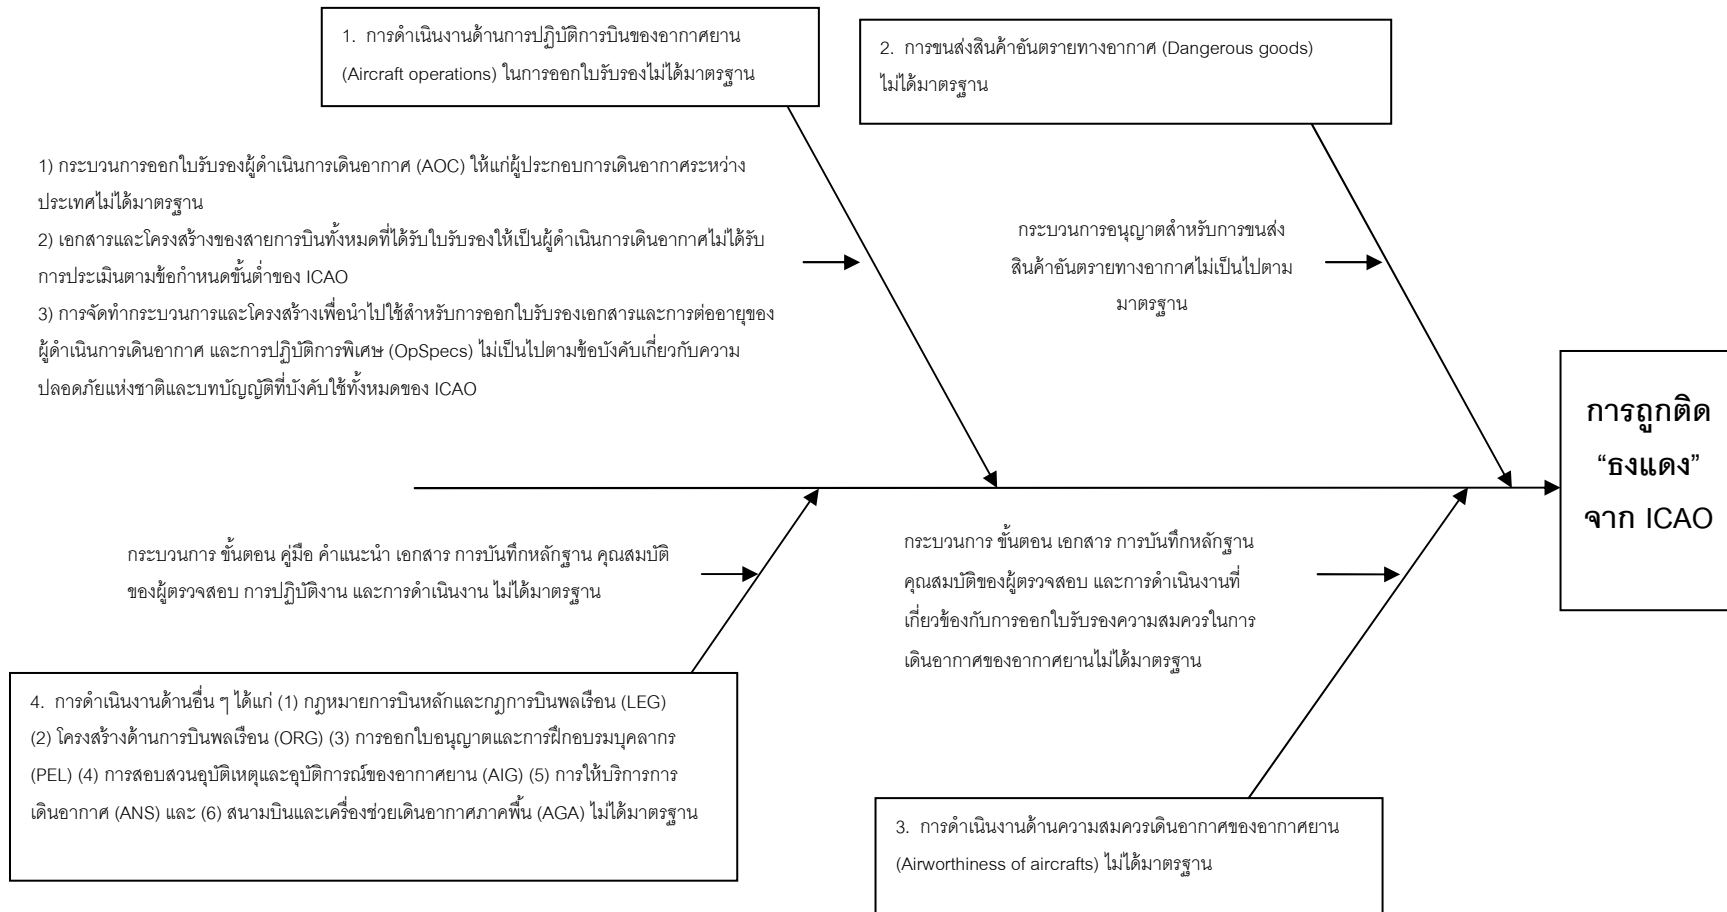 1. การดำเนินงานด้านการปฏิบัติการบินของอากาศยาน
(Aircraft operations) ในการออกใบรับรองไม่ได้มาตรฐาน
2. การขนส่งสินค้าอันตรายทางอากาศ (Dangerous goods)
ไม่ได้มาตรฐาน
1) กระบวนการออกใบรับรองผู้ดำเนินการเดินอากาศ (AOC) ให้แก่ผู้ประกอบการเดินอากาศระหว่าง
ประเทศไม่ได้มาตรฐาน
2) เอกสารและโครงสร้างของสายการบินทั้งหมดที่ได้รับใบรับรองให้เป็นผู้ดำเนินการเดินอากาศไม่ได้รับ
การประเมินตามข้อกำหนดขั้นต่ำของ ICAO
3) การจัดทำกระบวนการและโครงสร้างเพื่อนำไปใช้สำหรับการออกใบรับรองเอกสารและการต่ออายุของ
ผู้ดำเนินการเดินอากาศ และการปฏิบัติการพิเศษ (OpSpecs) ไม่เป็นไปตามข้อบังคับเกี่ยวกับความ
ปลอดภัยแห่งชาติและบทบัญญัติที่บังคับใช้ทั้งหมดของ ICAO
กระบวนการอนุญาตสำหรับการขนส่ง
สินค้าอันตรายทางอากาศไม่เป็นไปตาม
มาตรฐาน
การถูกติด
“ธงแดง”
จาก ICAO
กระบวนการ ขั้นตอน คู่มือ คำแนะนำ เอกสาร การบันทึกหลักฐาน คุณสมบัติ
ของผู้ตรวจสอบ การปฏิบัติงาน และการดำเนินงาน ไม่ได้มาตรฐาน
กระบวนการ ขั้นตอน เอกสาร การบันทึกหลักฐาน
คุณสมบัติของผู้ตรวจสอบ และการดำเนินงานที่
เกี่ยวข้องกับการออกใบรับรองความสมควรในการ
เดินอากาศของอากาศยานไม่ได้มาตรฐาน
4. การดำเนินงานด้านอื่น ๆ ได้แก่ (1) กฎหมายการบินหลักและกฎการบินพลเรือน (LEG)
(2) โครงสร้างด้านการบินพลเรือน (ORG) (3) การออกใบอนุญาตและการฝึกอบรมบุคลากร
(PEL) (4) การสอบสวนอุบัติเหตุและอุบัติการณ์ของอากาศยาน (AIG) (5) การให้บริการการ
เดินอากาศ (ANS) และ (6) สนามบินและเครื่องช่วยเดินอากาศภาคพื้น (AGA) ไม่ได้มาตรฐาน
3. การดำเนินงานด้านความสมควรเดินอากาศของอากาศยาน
(Airworthiness of aircrafts) ไม่ได้มาตรฐาน